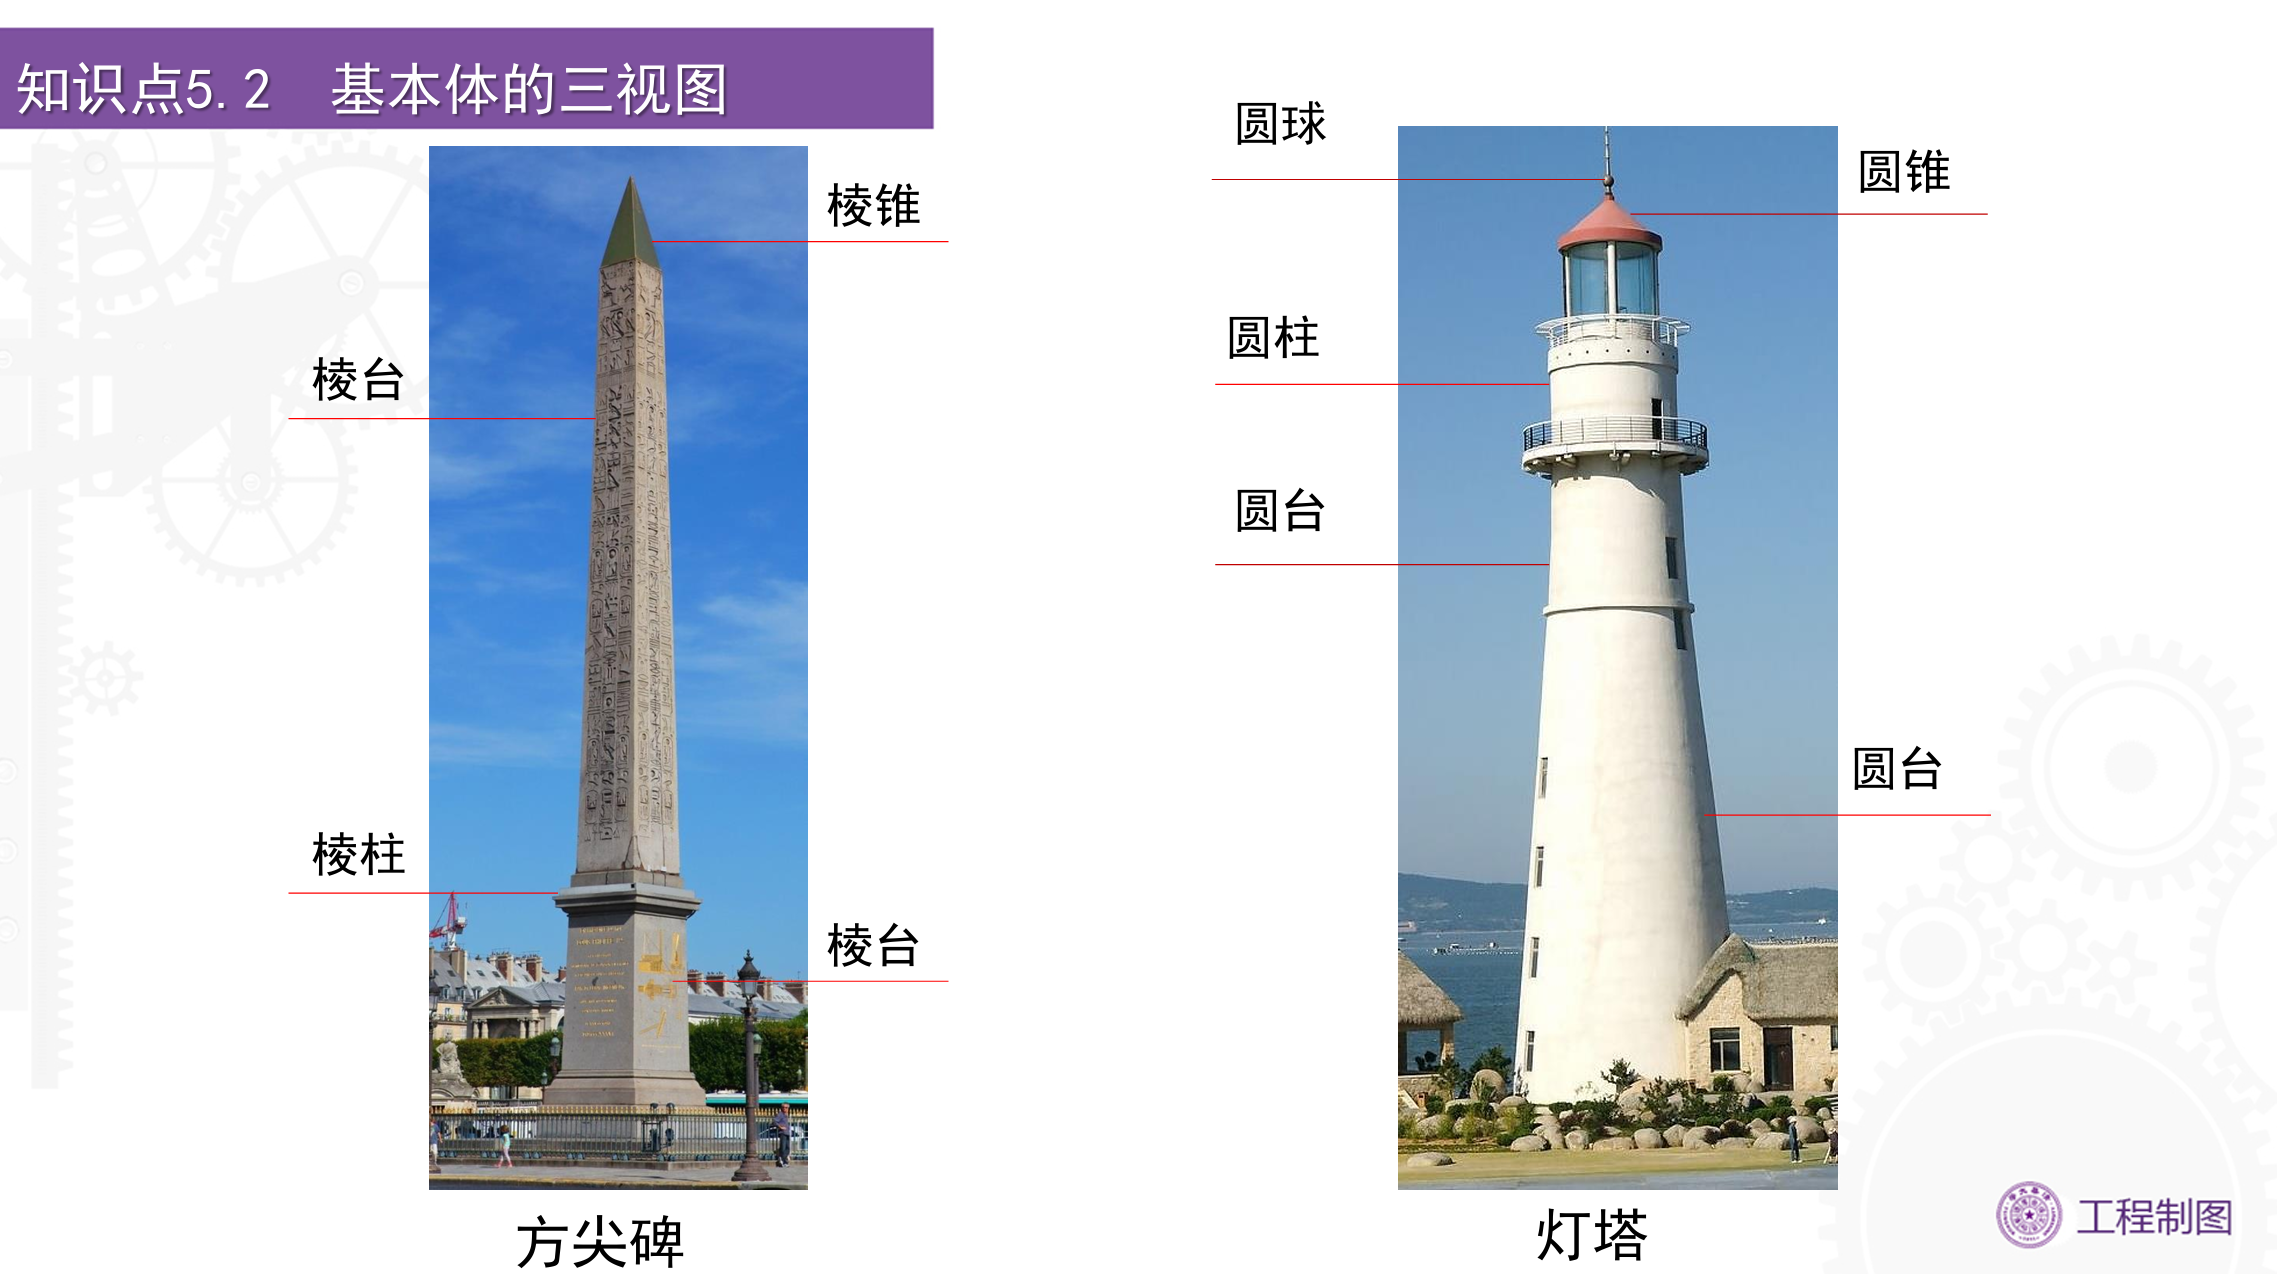 知识点5.2 基本体的三视图
棱锥
棱台
棱柱
棱台
方尖碑
圆球
圆锥
圆柱
圆台
圆台
灯塔
工程制图